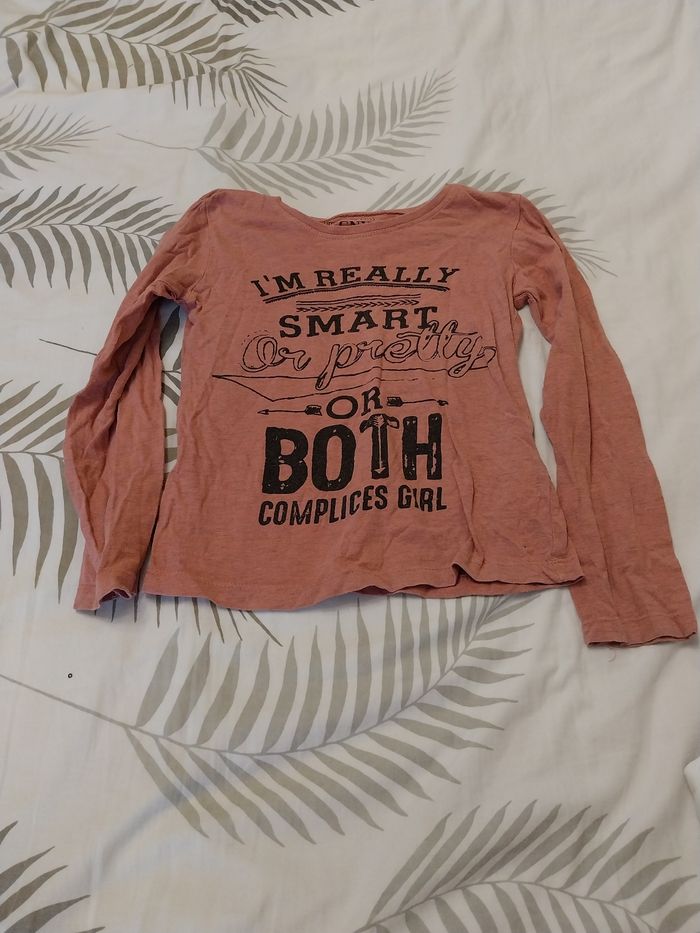 I'M REALLY
SMART
Or pretty
OR
BOTH
COMPLICES GIRL